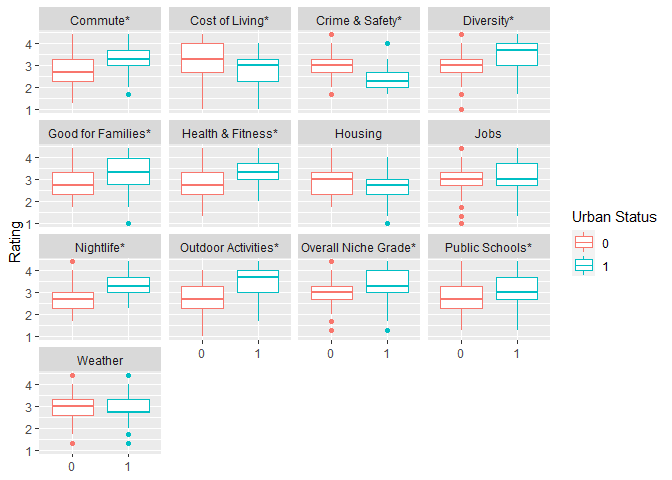 Commute*
Cost of Living*
Crime & Safety*
Diversity*
4
3
2
1
Good for Families*
Health & Fitness*
Housing
Jobs
4
3
2
1
Rating
Urban Status
0
1
Nightlife*
Outdoor Activities*
Overall Niche Grade*
Public Schools*
4
3
2
1
0 1
0 1
0 1
Weather
4
3
2
1
0 1